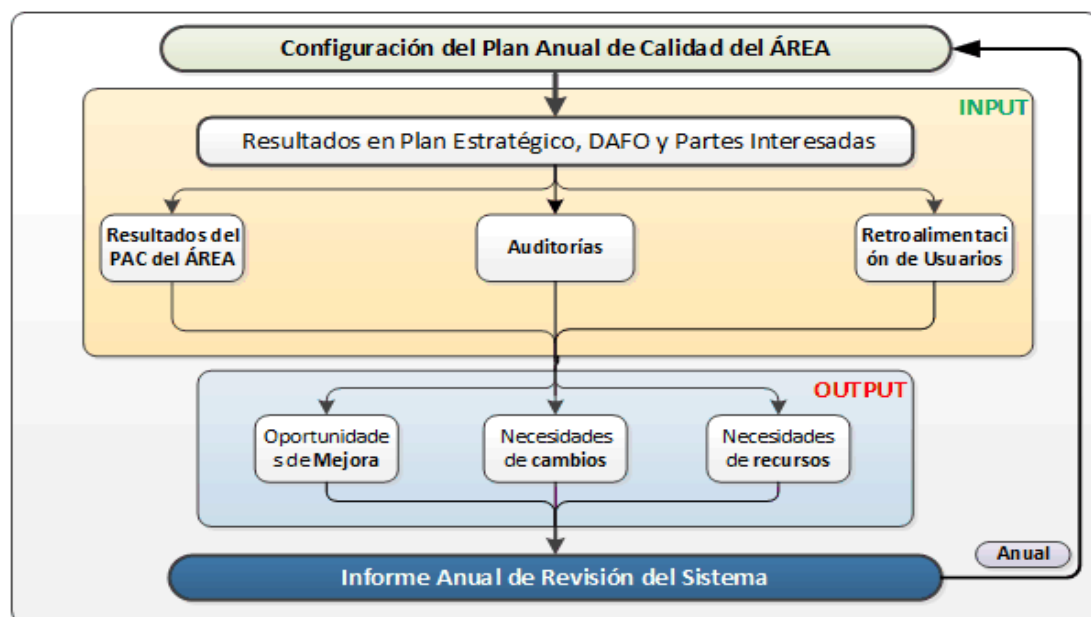 Configuración del Plan Anual de Calidad del ÁREA
INPUT
Resultados en Plan Estratégico, DAFO y Partes Interesadas
Resultados del
PAC del ÁREA
Auditorías
Retroalimentaci
ón de Usuarios
OUTPUT
Oportunidade
s de Mejora
Necesidades
de cambios
Necesidades
de recursos
Anual
Informe Anual de Revisión del Sistema